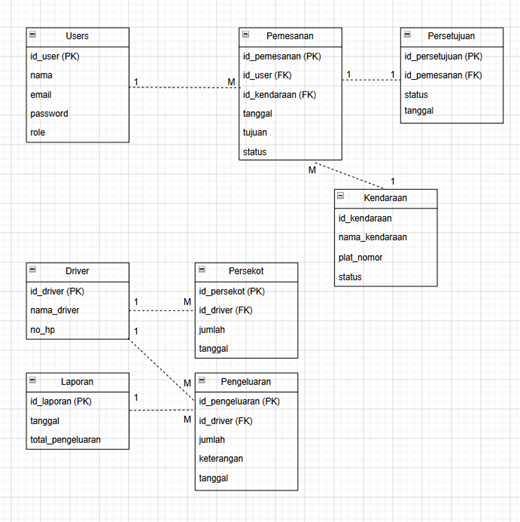 Users
id_user (PK)
nama
email
password
role
1
M
Pemesanan
id_pemesanan (PK)
id_user (FK)
id_kendaraan (FK)
tanggal
tujuan
status
1
1
Persetujuan
id_persetujuan (PK)
id_pemesanan (FK)
status
tanggal
M
1
Kendaraan
id_kendaraan
nama_kendaraan
plat_nomor
status
Driver
id_driver (PK)
nama_driver
no_hp
1
M
1
M
Persekot
id_persekot (PK)
id_driver (FK)
jumlah
tanggal
Laporan
id_laporan (PK)
tanggal
total_pengeluaran
1
M
Pengeluaran
id_pengeluaran (PK)
id_driver (FK)
jumlah
keterangan
tanggal